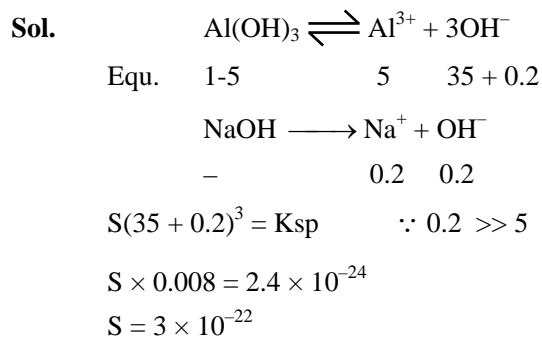 Sol. Al(OH)₃ ⇌ Al³⁺ + 3OH⁻
Equ. 1-5 5 35 + 0.2
NaOH ⟶ Na⁺ + OH⁻
– 0.2 0.2
S(35 + 0.2)³ = Ksp ∵ 0.2 >> 5
S × 0.008 = 2.4 × 10⁻²⁴
S = 3 × 10⁻²²